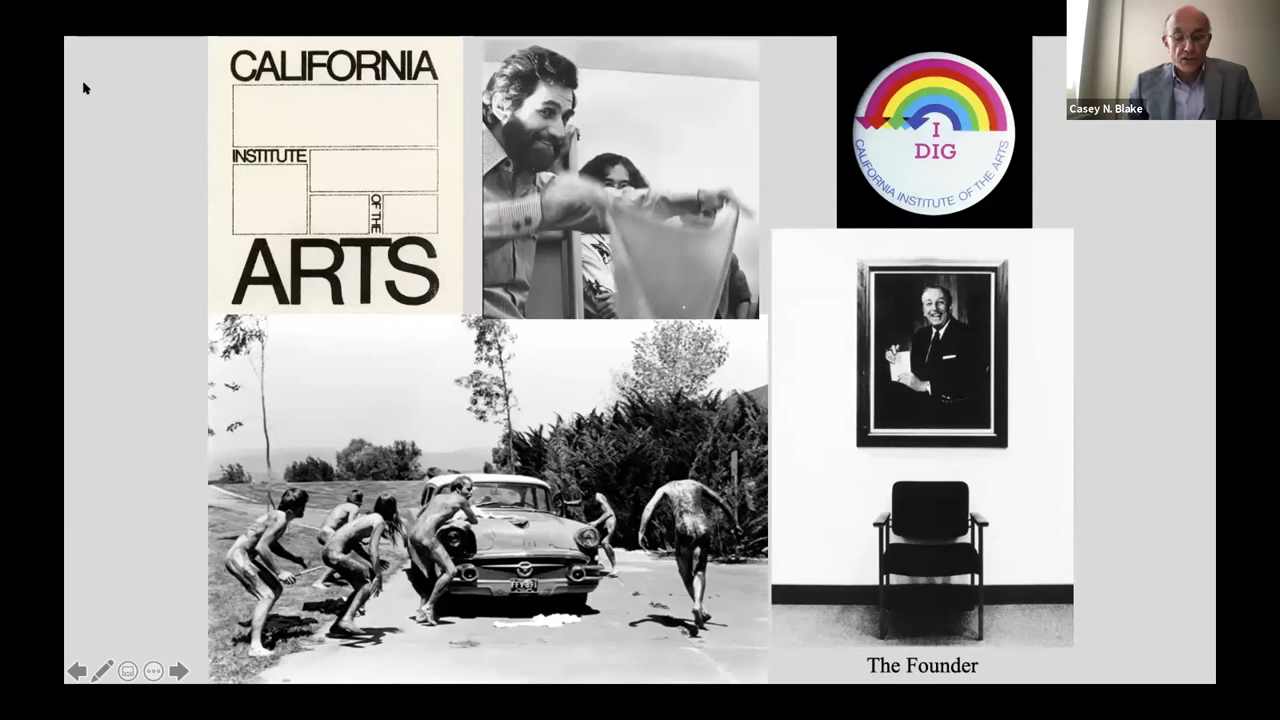 CALIFORNIA
INSTITUTE
OF THE
ARTS
I
DIG
CALIFORNIA INSTITUTE OF THE ARTS
Casey N. Blake
The Founder